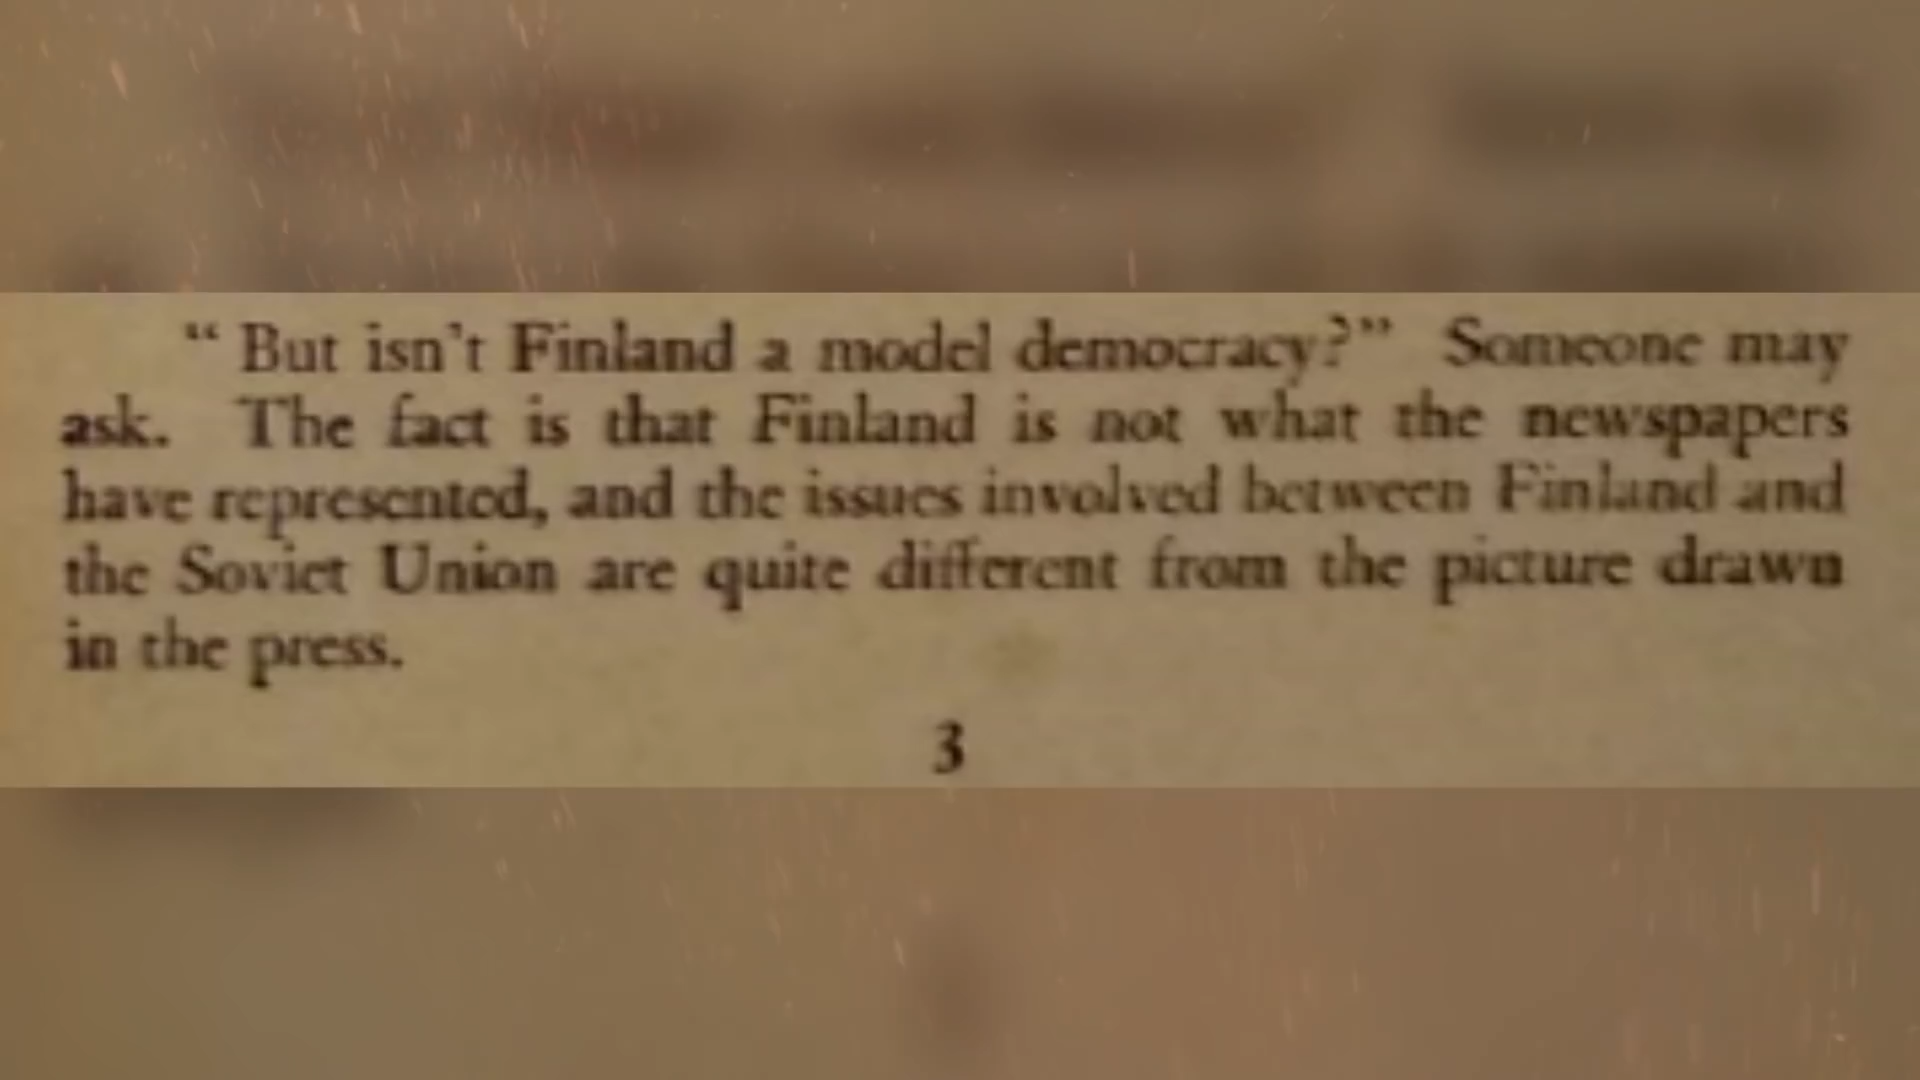 “ But isn't Finland a model democracy?” Someone may
ask. The fact is that Finland is not what the newspapers
have represented, and the issues involved between Finland and
the Soviet Union are quite different from the picture drawn
in the press.
3